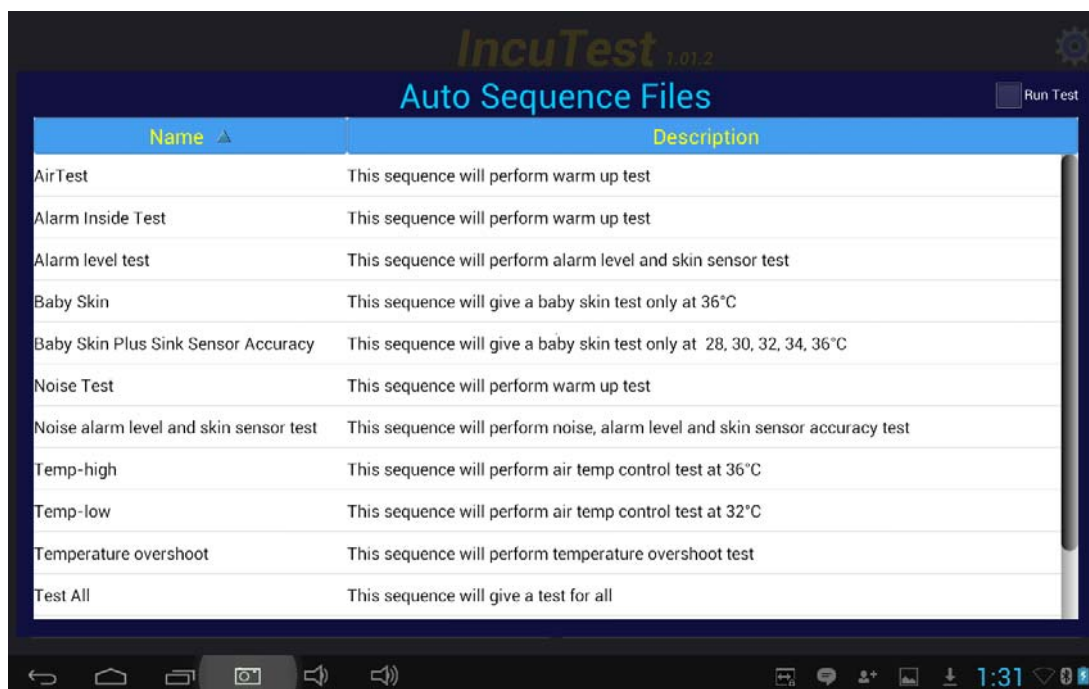 IncuTest 1.01.2
Auto Sequence Files
Run Test
Name Description
AirTest This sequence will perform warm up test
Alarm Inside Test This sequence will perform warm up test
Alarm level test This sequence will perform alarm level and skin sensor test
Baby Skin This sequence will give a baby skin test only at 36°C
Baby Skin Plus Sink Sensor Accuracy This sequence will give a baby skin test only at 28, 30, 32, 34, 36°C
Noise Test This sequence will perform warm up test
Noise alarm level and skin sensor test This sequence will perform noise, alarm level and skin sensor accuracy test
Temp-high This sequence will perform air temp control test at 36°C
Temp-low This sequence will perform air temp control test at 32°C
Temperature overshoot This sequence will perform temperature overshoot test
Test All This sequence will give a test for all
1:31